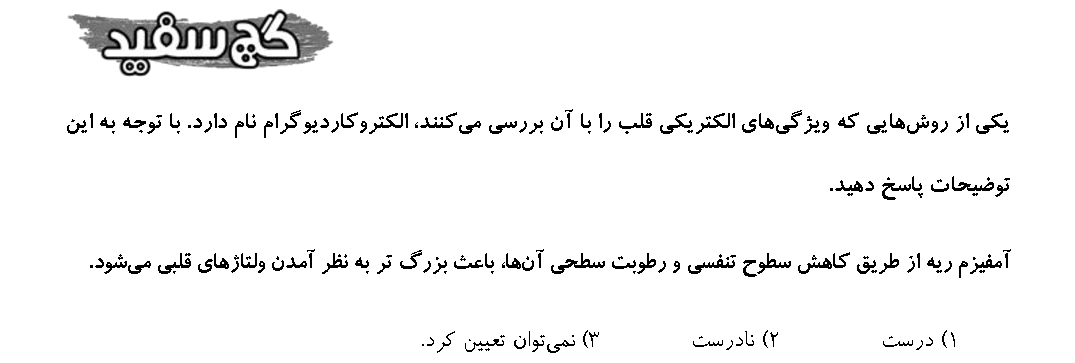 گچ سفید
یکی از روش‌هایی که ویژگی‌های الکتریکی قلب را با آن بررسی می‌کنند، الکتروکاردیوگرام نام دارد. با توجه به این
توضیحات پاسخ دهید.
آمفیزم ریه از طریق کاهش سطوح تنفسی و رطوبت سطحی آن‌ها، باعث بزرگ تر به نظر آمدن ولتاژهای قلبی می‌شود.
۱) درست ۲) نادرست ۳) نمی‌توان تعیین کرد.